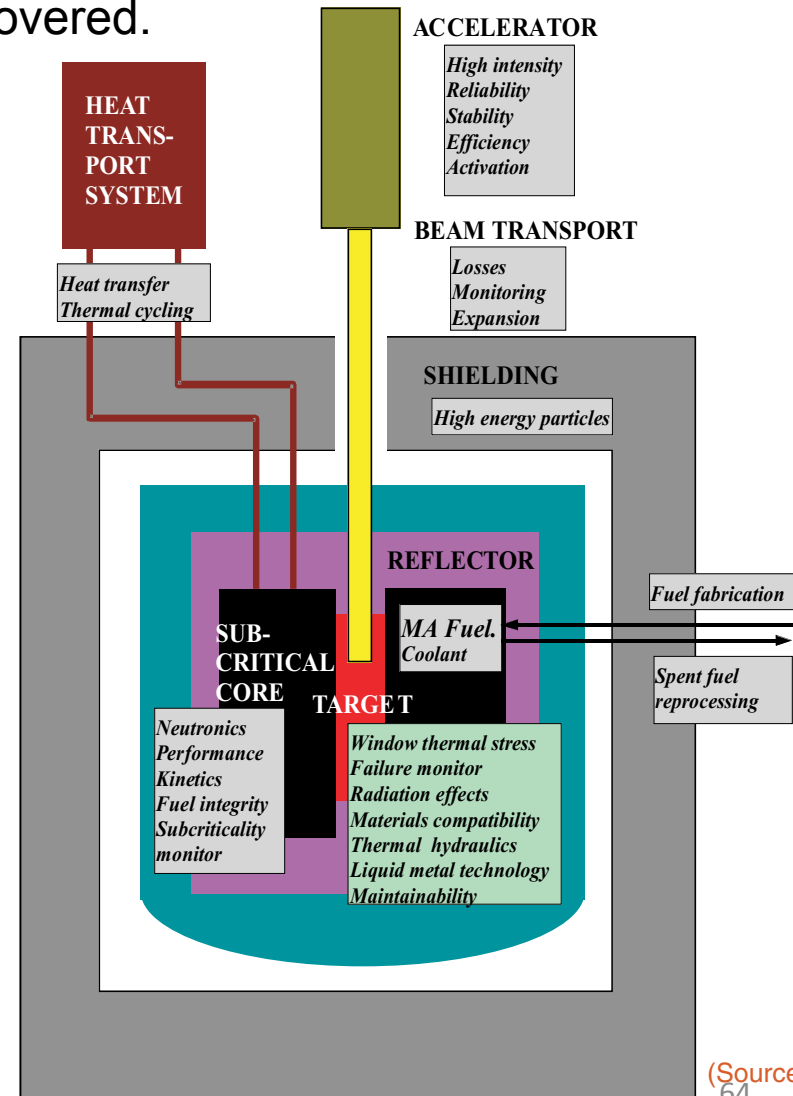 overed.
ACCELERATOR
High intensity
Reliability
Stability
Efficiency
Activation
HEAT
TRANS-
PORT
SYSTEM
BEAM TRANSPORT
Losses
Monitoring
Expansion
Heat transfer
Thermal cycling
SHIELDING
High energy particles
REFLECTOR
Fuel fabrication
MA Fuel.
Coolant
SUB-
CRITICAL
CORE
TARGET
Spent fuel
reprocessing
Neutronics
Performance
Kinetics
Fuel integrity
Subcriticality
monitor
Window thermal stress
Failure monitor
Radiation effects
Materials compatibility
Thermal hydraulics
Liquid metal technology
Maintainability
(Source
64